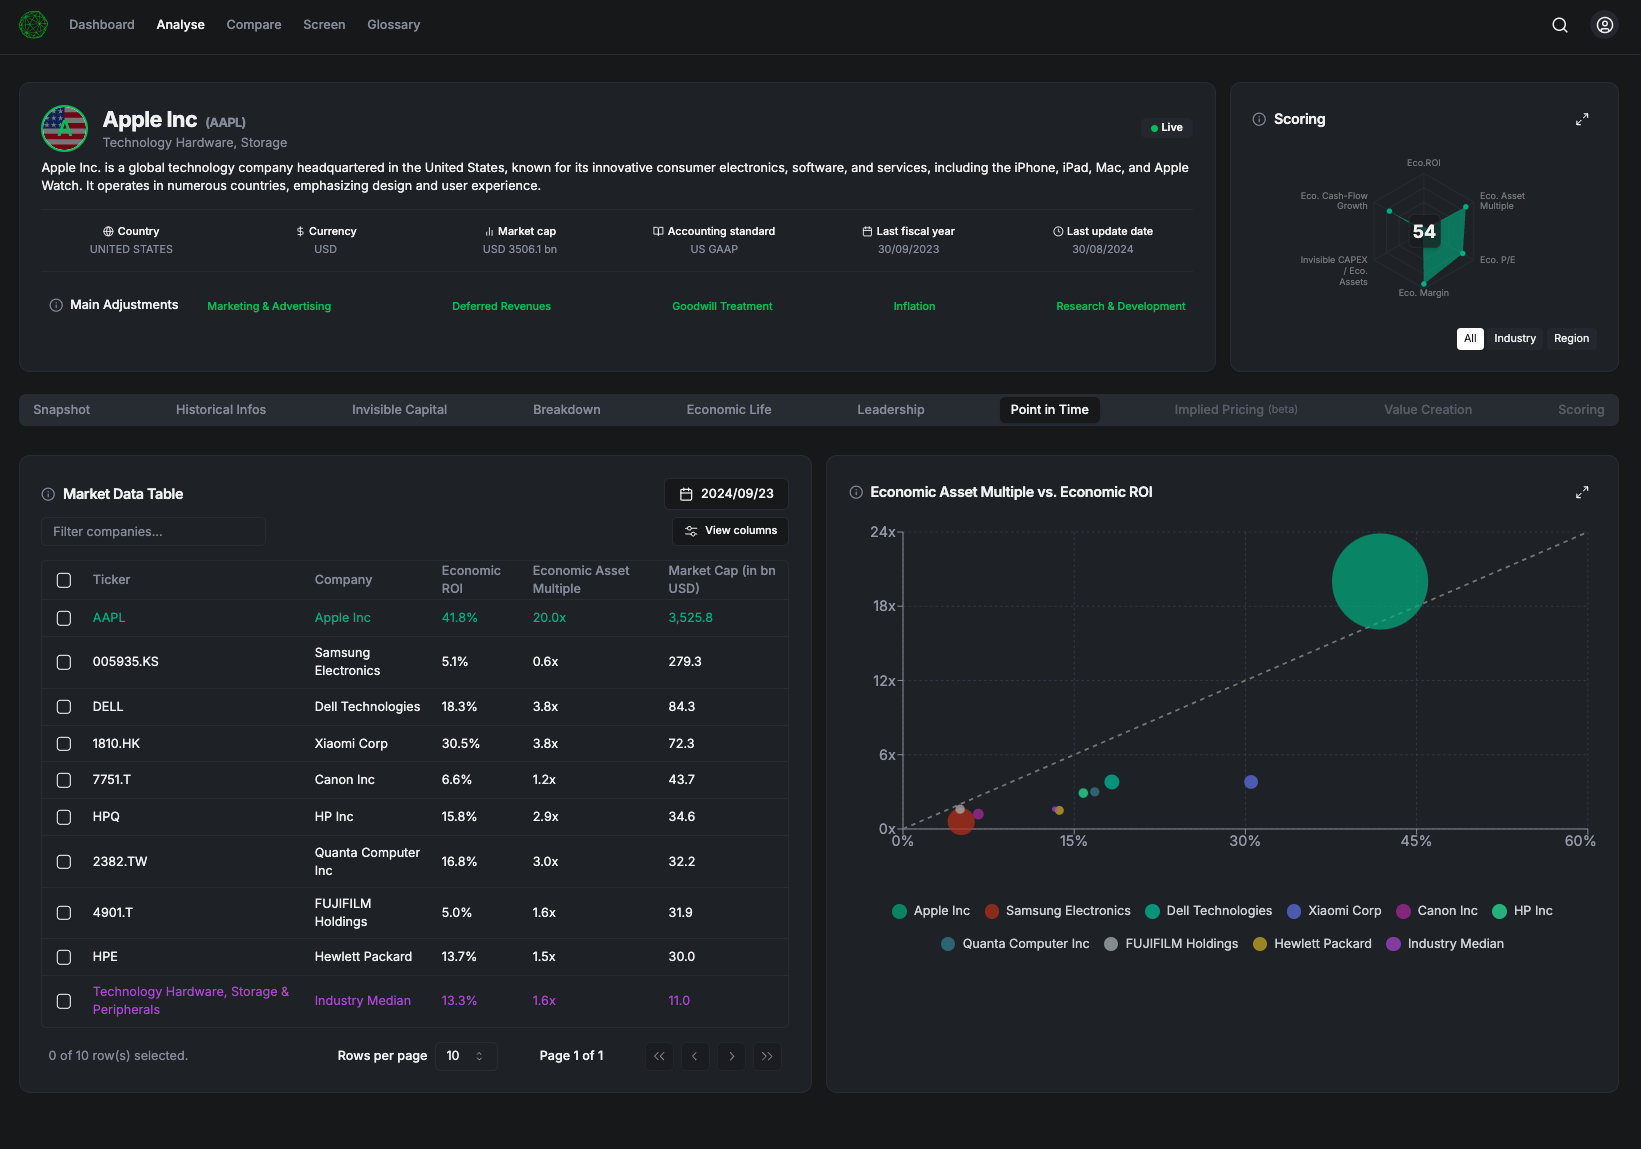 Dashboard
Analyse
Compare
Screen
Glossary
A
Apple Inc (AAPL)
Technology Hardware, Storage
Live
Apple Inc. is a global technology company headquartered in the United States, known for its innovative consumer electronics, software, and services, including the iPhone, iPad, Mac, and Apple
Watch. It operates in numerous countries, emphasizing design and user experience.
Country
UNITED STATES
Currency
USD
Market cap
USD 3506.1 bn
Accounting standard
US GAAP
Last fiscal year
30/09/2023
Last update date
30/08/2024
Main Adjustments
Marketing & Advertising
Deferred Revenues
Goodwill Treatment
Inflation
Research & Development
Scoring
Eco.ROI
Eco. Asset
Multiple
Eco. P/E
Eco. Margin
Invisible CAPEX
/ Eco.
Assets
Eco. Cash-Flow
Growth
54
All
Industry
Region
Snapshot
Historical Infos
Invisible Capital
Breakdown
Economic Life
Leadership
Point in Time
Implied Pricing (beta)
Value Creation
Scoring
Market Data Table
2024/09/23
Filter companies...
View columns
Ticker
Company
Economic
ROI
Economic Asset
Multiple
Market Cap (in bn
USD)
AAPL
Apple Inc
41.8%
20.0x
3,525.8
005935.KS
Samsung
Electronics
5.1%
0.6x
279.3
DELL
Dell Technologies
18.3%
3.8x
84.3
1810.HK
Xiaomi Corp
30.5%
3.8x
72.3
7751.T
Canon Inc
6.6%
1.2x
43.7
HPQ
HP Inc
15.8%
2.9x
34.6
2382.TW
Quanta Computer
Inc
16.8%
3.0x
32.2
4901.T
FUJIFILM
Holdings
5.0%
1.6x
31.9
HPE
Hewlett Packard
13.7%
1.5x
30.0
Technology Hardware, Storage &
Peripherals
Industry Median
13.3%
1.6x
11.0
0 of 10 row(s) selected.
Rows per page
10
Page 1 of 1
Economic Asset Multiple vs. Economic ROI
24x
18x
12x
6x
0x
0%
15%
30%
45%
60%
Apple Inc
Samsung Electronics
Dell Technologies
Xiaomi Corp
Canon Inc
HP Inc
Quanta Computer Inc
FUJIFILM Holdings
Hewlett Packard
Industry Median